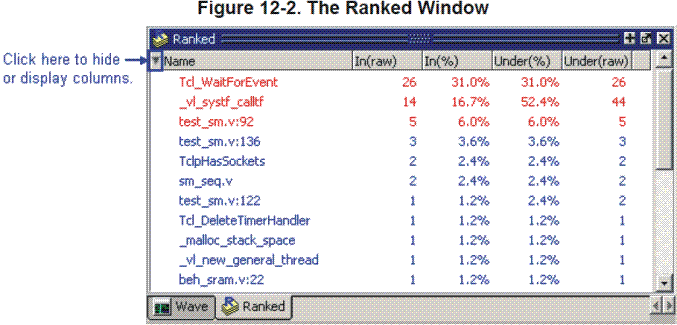 Figure 12-2. The Ranked Window
Ranked
Click here to hide
or display columns.
Name In(raw) In(%) Under(%) Under(raw)
Tcl_WaitForEvent 26 31.0% 31.0% 26
_vl_systf_calltf 14 16.7% 52.4% 44
test_sm.v:92 5 6.0% 6.0% 5
test_sm.v:136 3 3.6% 3.6% 3
TclpHasSockets 2 2.4% 2.4% 2
sm_seq.v 2 2.4% 2.4% 2
test_sm.v:122 1 1.2% 2.4% 2
Tcl_DeleteTimerHandler 1 1.2% 1.2% 1
_malloc_stack_space 1 1.2% 1.2% 1
_vl_new_general_thread 1 1.2% 1.2% 1
beh_sram.v:22 1 1.2% 1.2% 1
Wave Ranked